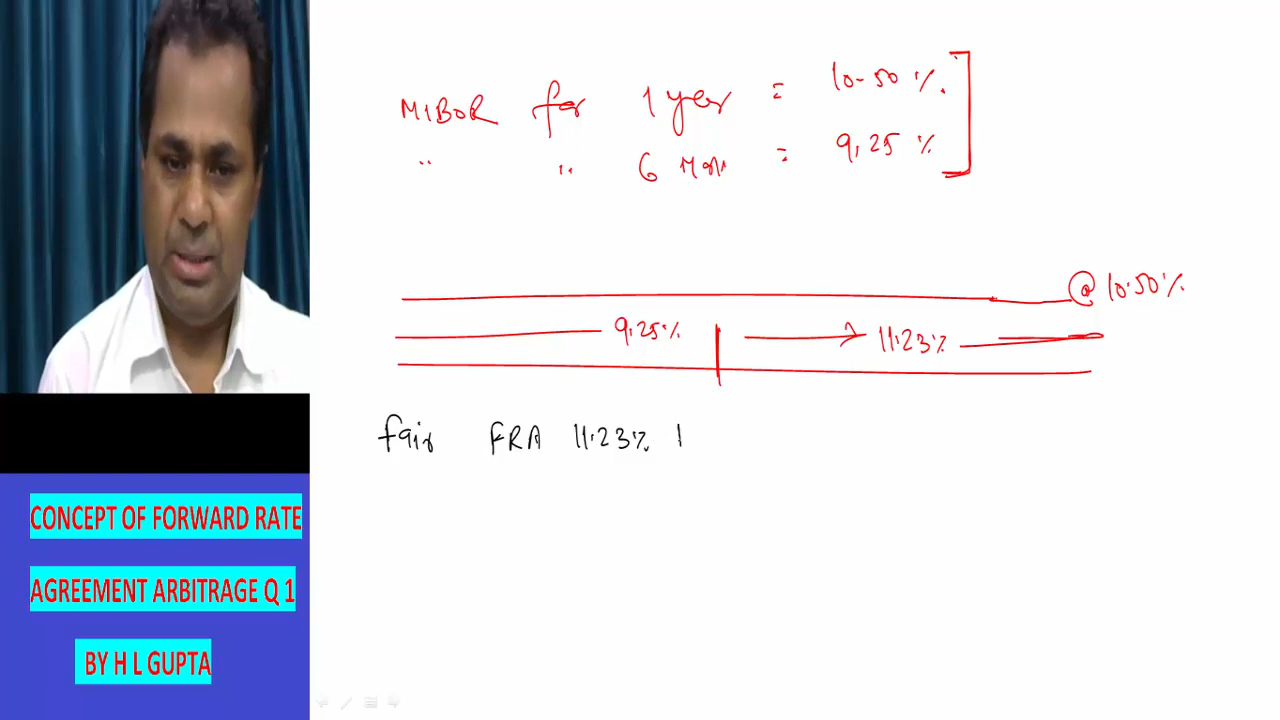 MIBOR for 1 year = 10.50 %.
" " 6 Mon = 9.25 %
@ 10.50%
9.25% 11.23%
fair FRA 11.23% |
CONCEPT OF FORWARD RATE
AGREEMENT ARBITRAGE Q 1
BY H L GUPTA